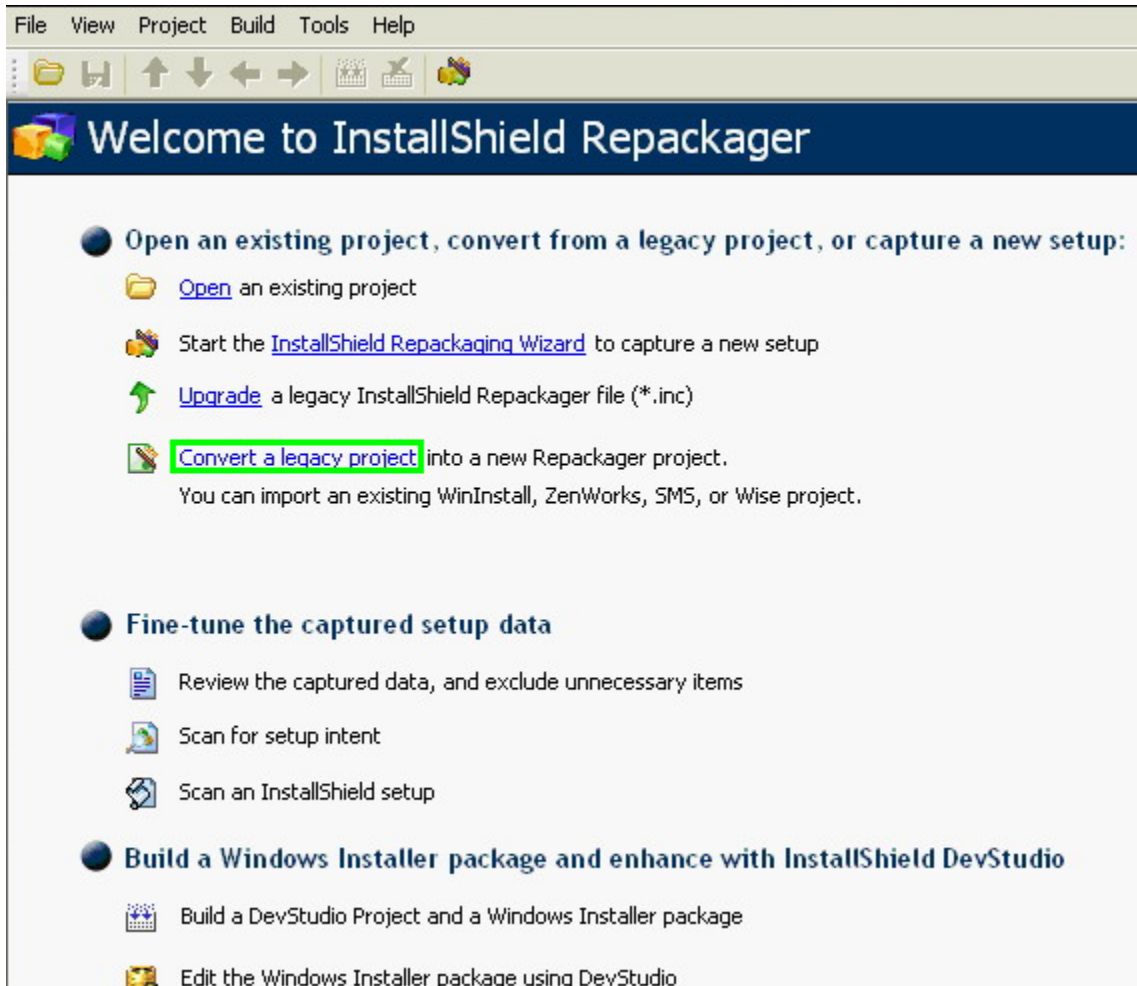 File View Project Build Tools Help
Welcome to InstallShield Repackager
Open an existing project, convert from a legacy project, or capture a new setup:
Open an existing project
Start the InstallShield Repackaging Wizard to capture a new setup
Upgrade a legacy InstallShield Repackager file (*.inc)
Convert a legacy project into a new Repackager project.
You can import an existing WinInstall, ZenWorks, SMS, or Wise project.
Fine-tune the captured setup data
Review the captured data, and exclude unnecessary items
Scan for setup intent
Scan an InstallShield setup
Build a Windows Installer package and enhance with InstallShield DevStudio
Build a DevStudio Project and a Windows Installer package
Edit the Windows Installer package using DevStudio